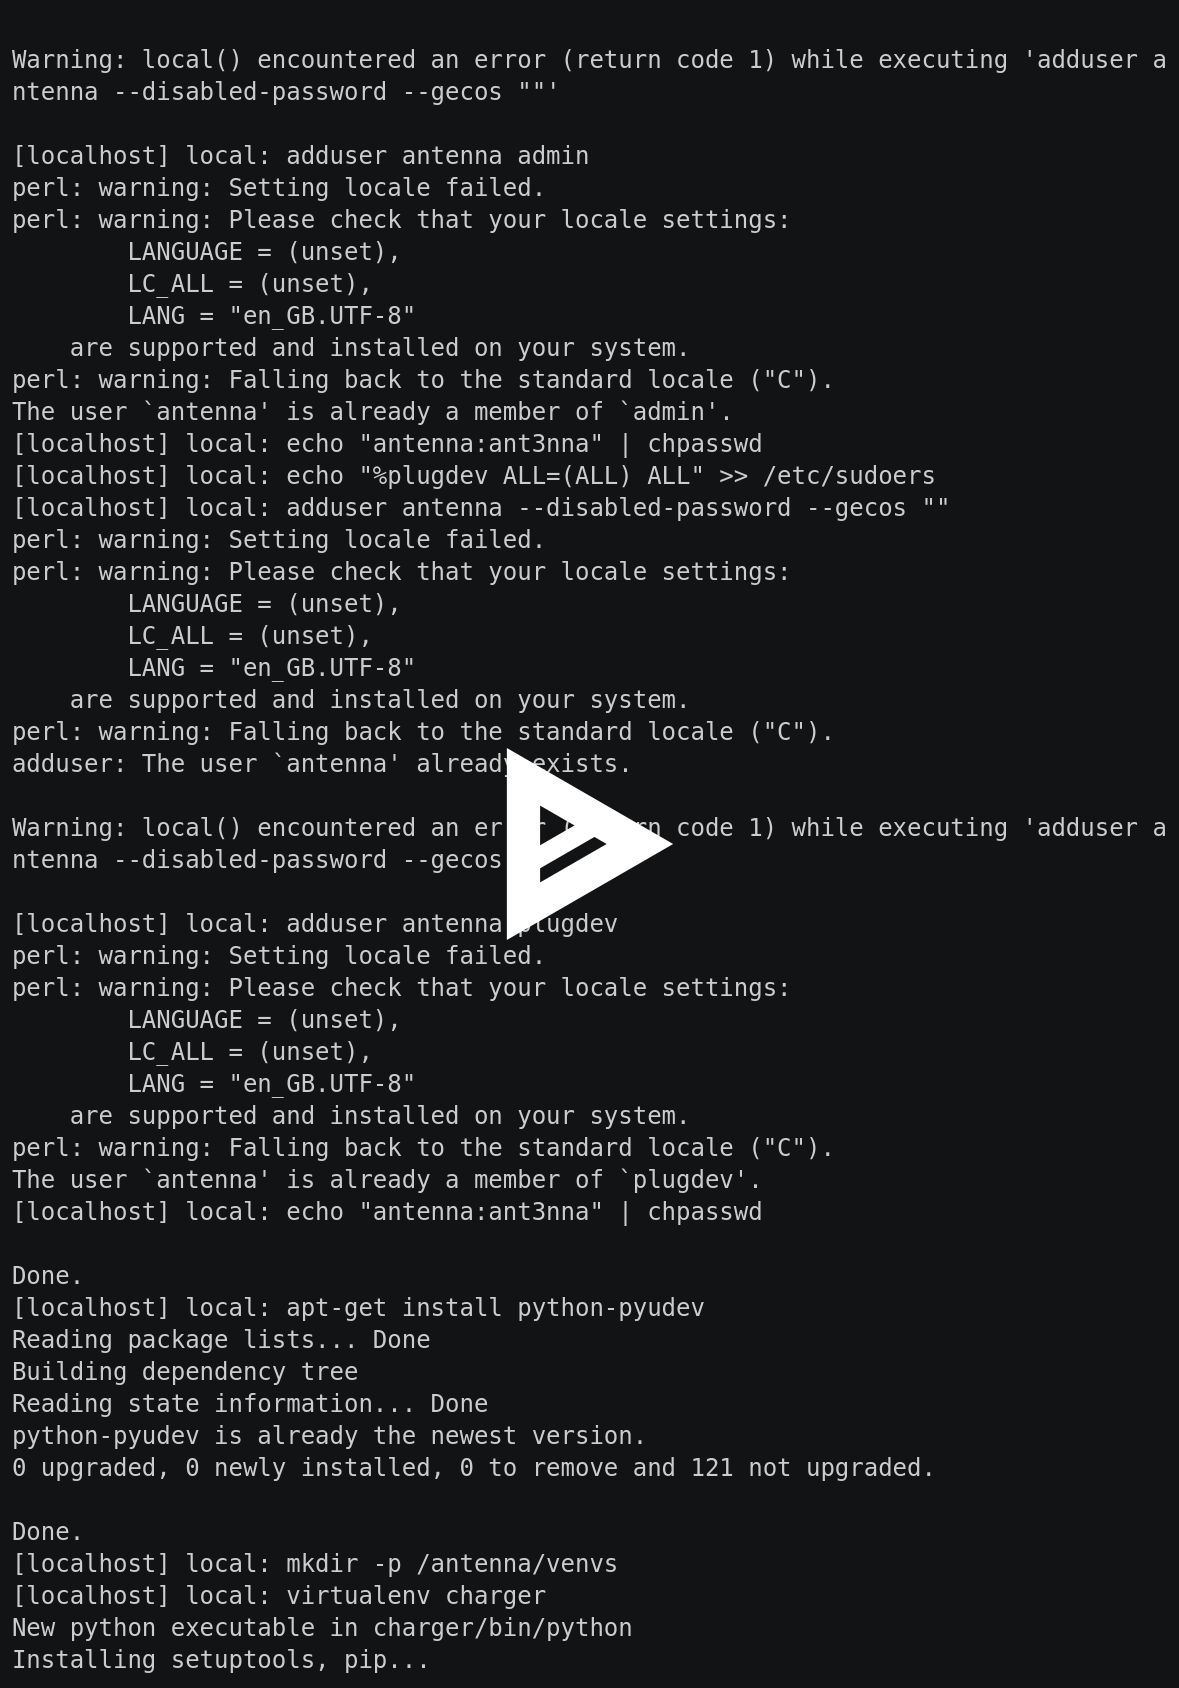 Warning: local() encountered an error (return code 1) while executing 'adduser a
ntenna --disabled-password --gecos ""'
[localhost] local: adduser antenna admin
perl: warning: Setting locale failed.
perl: warning: Please check that your locale settings:
        LANGUAGE = (unset),
        LC_ALL = (unset),
        LANG = "en_GB.UTF-8"
    are supported and installed on your system.
perl: warning: Falling back to the standard locale ("C").
The user `antenna' is already a member of `admin'.
[localhost] local: echo "antenna:ant3nna" | chpasswd
[localhost] local: echo "%plugdev ALL=(ALL) ALL" >> /etc/sudoers
[localhost] local: adduser antenna --disabled-password --gecos ""
perl: warning: Setting locale failed.
perl: warning: Please check that your locale settings:
        LANGUAGE = (unset),
        LC_ALL = (unset),
        LANG = "en_GB.UTF-8"
    are supported and installed on your system.
perl: warning: Falling back to the standard locale ("C").
adduser: The user `antenna' already exists.
Warning: local() encountered an code 1) while executing 'adduser a
ntenna --disabled-password --gecos
[localhost] local: adduser antenna plugdev
perl: warning: Setting locale failed.
perl: warning: Please check that your locale settings:
        LANGUAGE = (unset),
        LC_ALL = (unset),
        LANG = "en_GB.UTF-8"
    are supported and installed on your system.
perl: warning: Falling back to the standard locale ("C").
The user `antenna' is already a member of `plugdev'.
[localhost] local: echo "antenna:ant3nna" | chpasswd
Done.
[localhost] local: apt-get install python-pyudev
Reading package lists... Done
Building dependency tree
Reading state information... Done
python-pyudev is already the newest version.
0 upgraded, 0 newly installed, 0 to remove and 121 not upgraded.
Done.
[localhost] local: mkdir -p /antenna/venvs
[localhost] local: virtualenv charger
New python executable in charger/bin/python
Installing setuptools, pip...